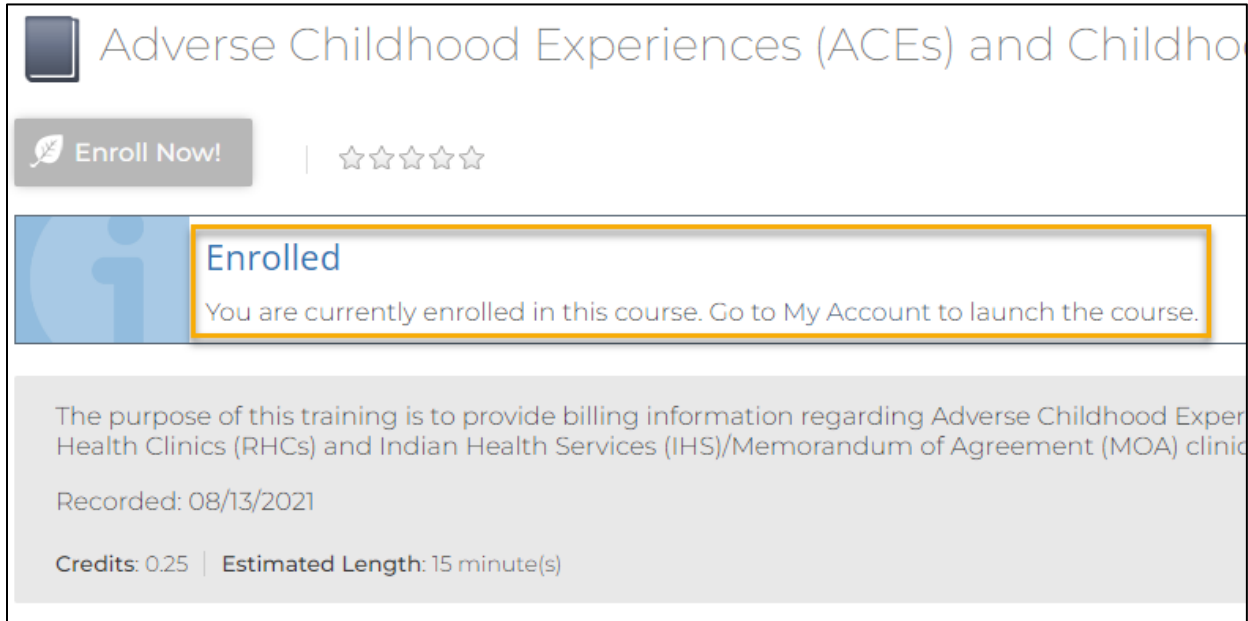 Adverse Childhood Experiences (ACEs) and
Enroll Now!
Enrolled
You are currently enrolled in this course. Go to My Account to launch the course.
The purpose of this training is to provide billing information regarding Adverse Childhood
Health Clinics (RHCs) and Indian Health Services (IHS)/Memorandum of Agreement (MOA)
Recorded: 08/13/2021
Credits: 0.25 | Estimated Length: 15 minute(s)